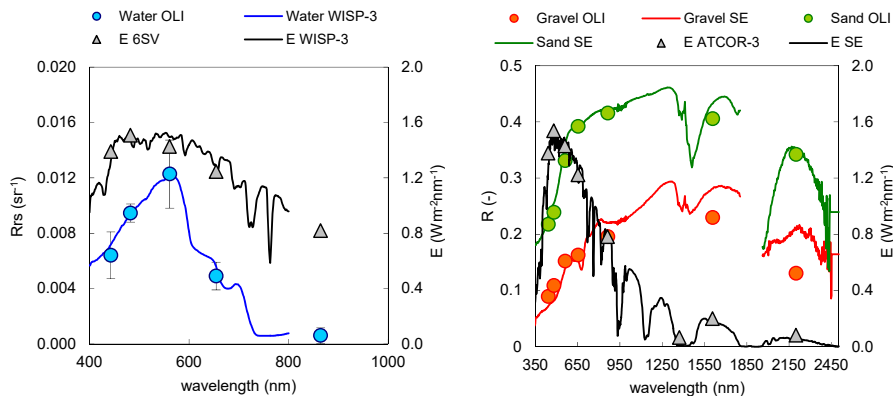 Water OLI Water WISP-3
E 6SV E WISP-3
0.020 2.0
0.016 1.6
0.012 1.2
0.008 0.8
0.004 0.4
0.000 0.0
400 600 800 1000
wavelength (nm)
Rrs (sr⁻¹)
E (Wm⁻²nm⁻¹)
Gravel OLI Gravel SE Sand OLI
Sand SE E ATCOR-3 E SE
0.5 2.0
0.4 1.6
0.3 1.2
0.2 0.8
0.1 0.4
0 0.0
350 650 950 1250 1550 1850 2150 2450
wavelength (nm)
R (-)
E (Wm⁻²nm⁻¹)